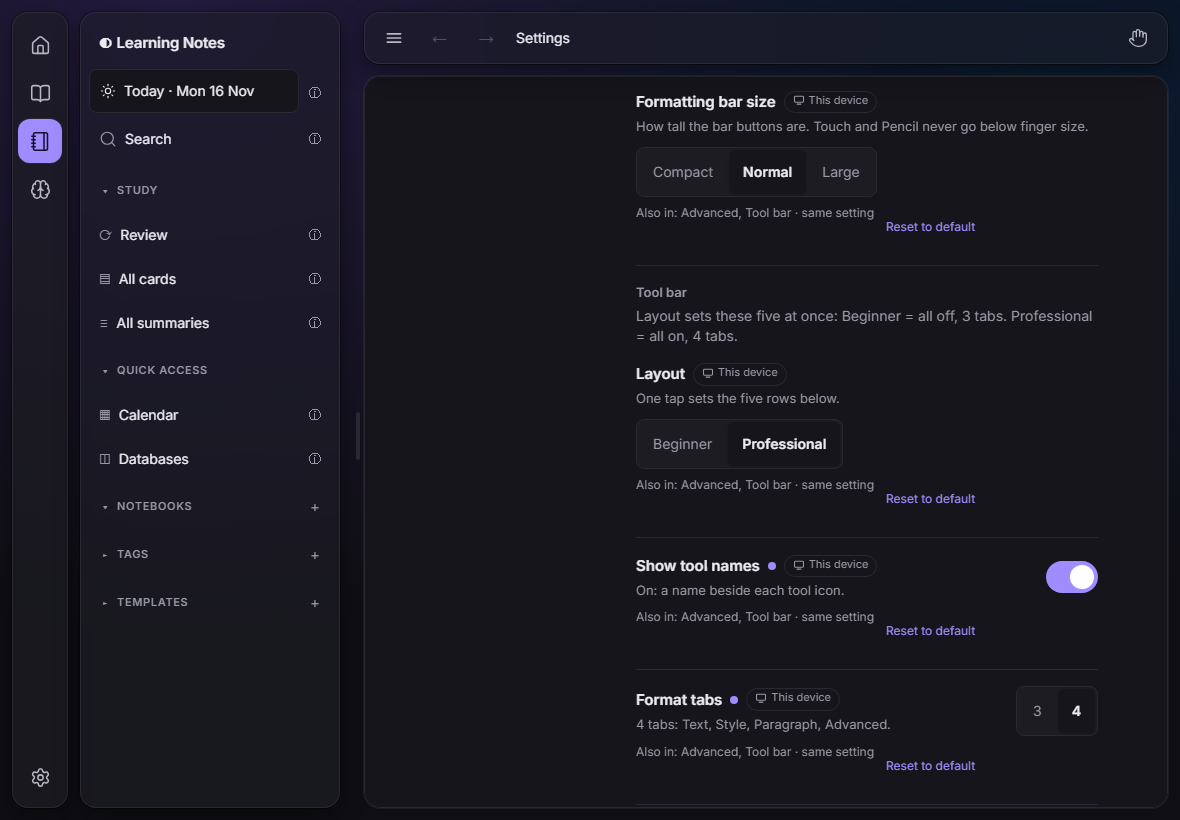 Learning Notes
Today · Mon 16 Nov
Search
STUDY
Review
All cards
All summaries
QUICK ACCESS
Calendar
Databases
NOTEBOOKS
TAGS
TEMPLATES
Settings
Formatting bar size
This device
How tall the bar buttons are. Touch and Pencil never go below finger size.
Compact Normal Large
Also in: Advanced, Tool bar · same setting
Reset to default
Tool bar
Layout sets these five at once: Beginner = all off, 3 tabs. Professional
= all on, 4 tabs.
Layout
This device
One tap sets the five rows below.
Beginner Professional
Also in: Advanced, Tool bar · same setting
Reset to default
Show tool names
This device
On: a name beside each tool icon.
Also in: Advanced, Tool bar · same setting
Reset to default
Format tabs
This device
3 4
4 tabs: Text, Style, Paragraph, Advanced.
Also in: Advanced, Tool bar · same setting
Reset to default